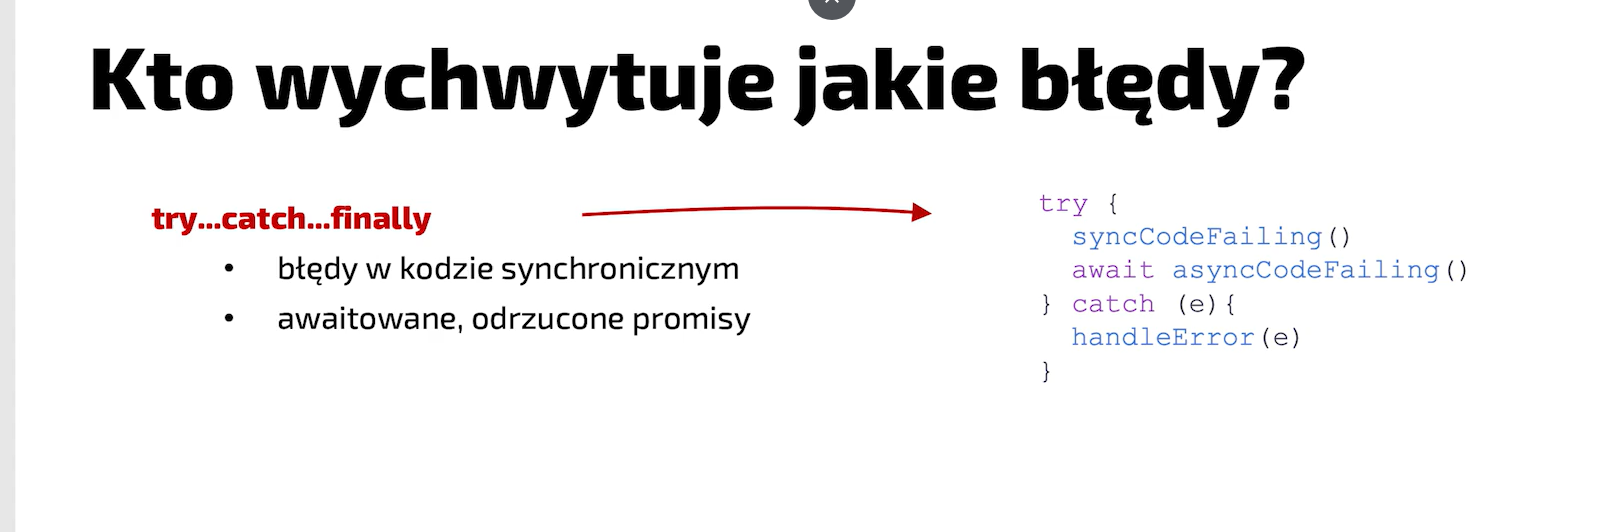 Kto wychwytuje jakie błędy?
try...catch...finally
• błędy w kodzie synchronicznym
• awaitowane, odrzucone promisy
try {
  syncCodeFailing()
  await asyncCodeFailing()
} catch (e){
  handleError(e)
}